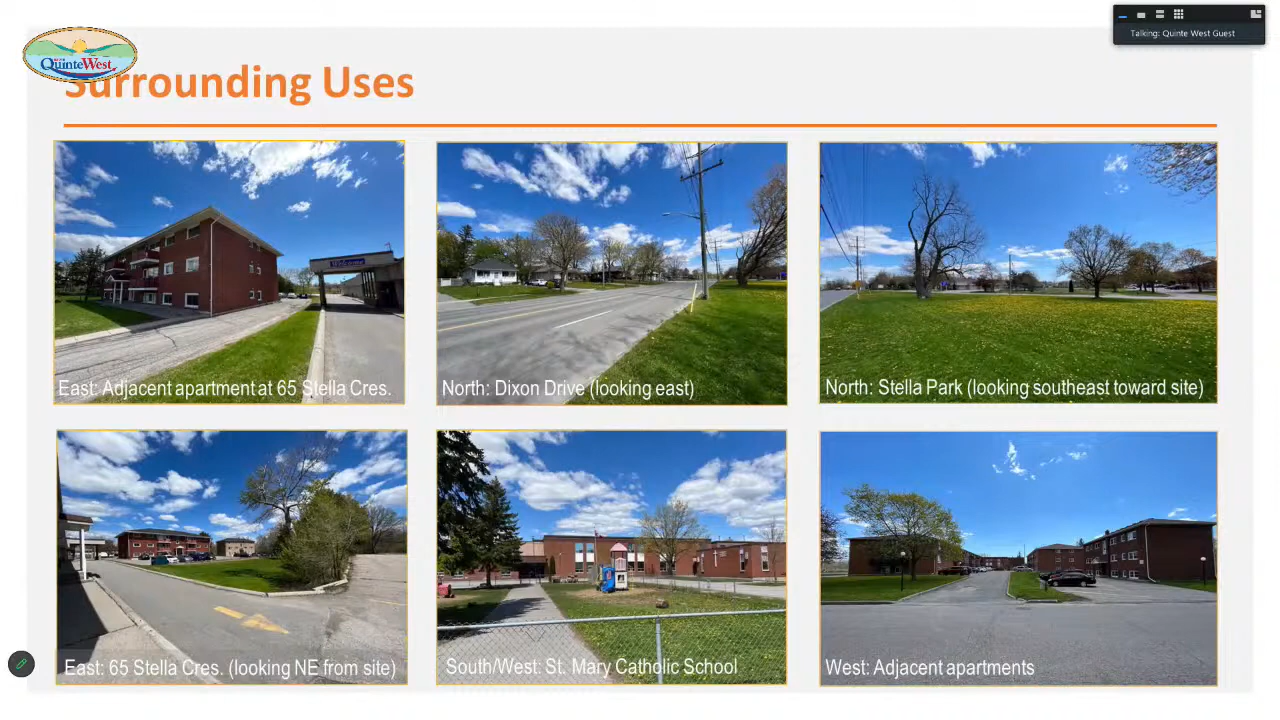 Talking: Quinte West Guest
QuinteWest
Surrounding Uses
East: Adjacent apartment at 65 Stella Cres.
North: Dixon Drive (looking east)
North: Stella Park (looking southeast toward site)
East: 65 Stella Cres. (looking NE from site)
South/West: St. Mary Catholic School
West: Adjacent apartments